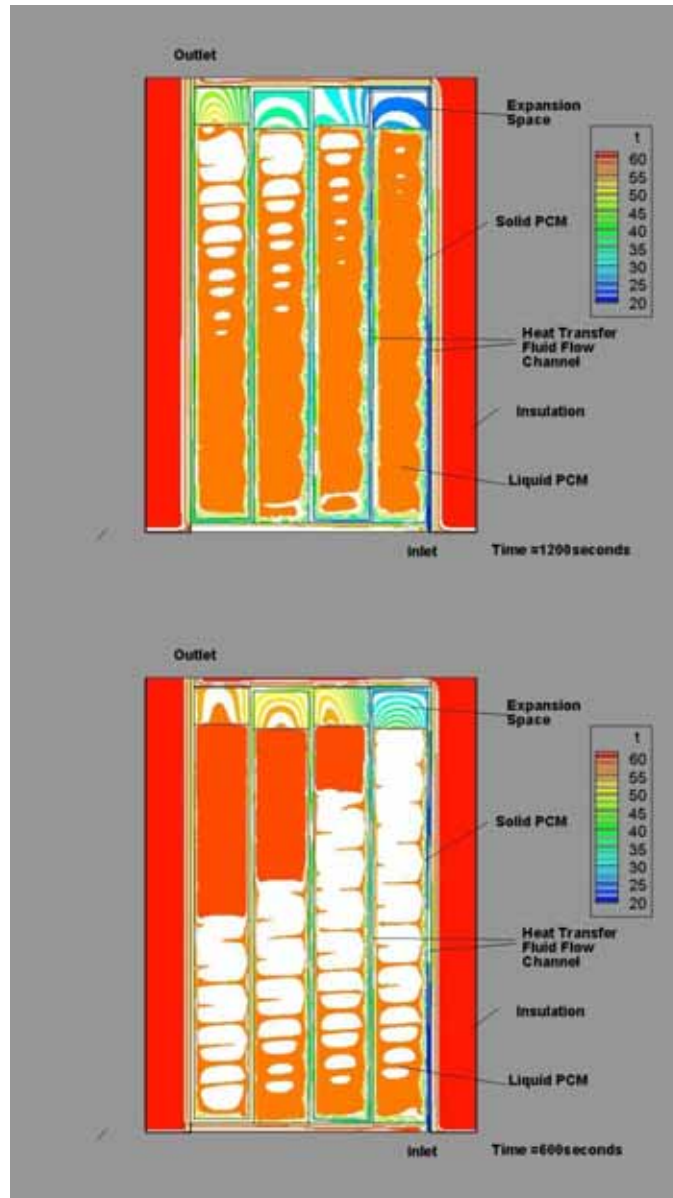 Outlet
Expansion
Space
t
60
55
50
45
40
35
30
25
20
Solid PCM
Heat Transfer
Fluid Flow
Channel
Insulation
Liquid PCM
inlet
Time =1200seconds
Outlet
Expansion
Space
t
60
55
50
45
40
35
30
25
20
Solid PCM
Heat Transfer
Fluid Flow
Channel
Insulation
Liquid PCM
inlet
Time =600seconds